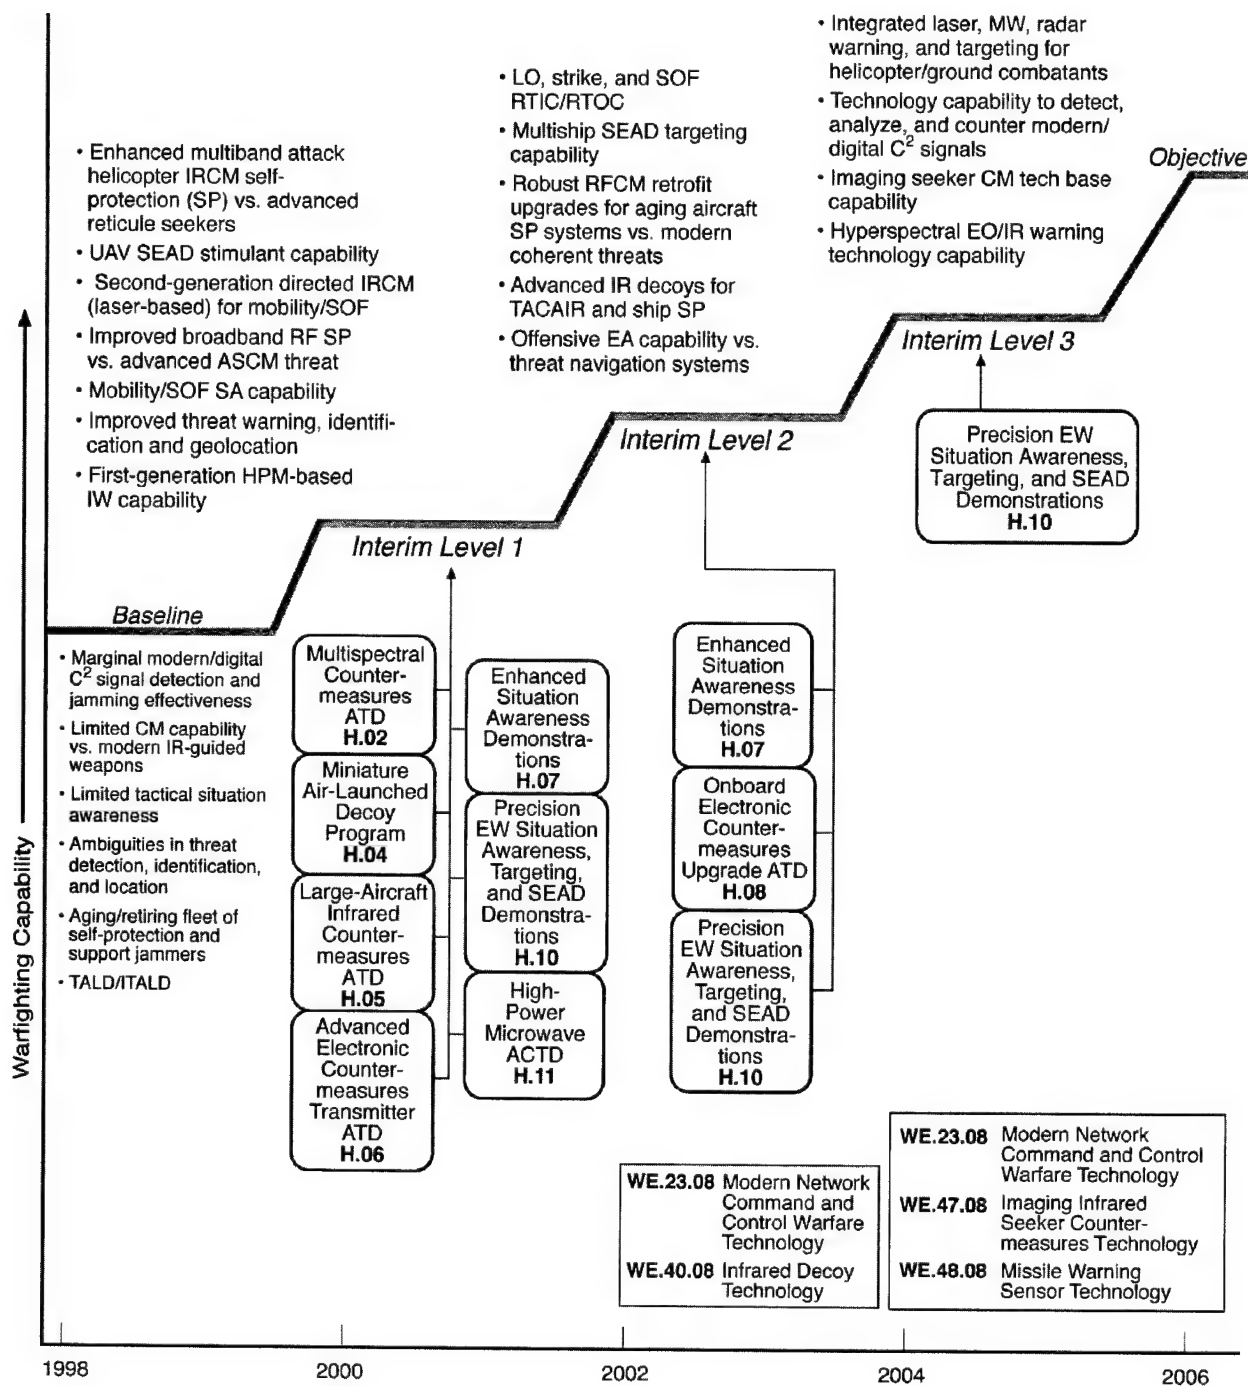 • Integrated laser, MW, radar
warning, and targeting for
helicopter/ground combatants
• Technology capability to detect,
analyze, and counter modern/
digital C² signals
• Imaging seeker CM tech base
capability
• Hyperspectral EO/IR warning
technology capability
Objective
• LO, strike, and SOF
RTIC/RTOC
• Multiship SEAD targeting
capability
• Robust RFCM retrofit
upgrades for aging aircraft
SP systems vs. modern
coherent threats
• Advanced IR decoys for
TACAIR and ship SP
• Offensive EA capability vs.
threat navigation systems
• Enhanced multiband attack
helicopter IRCM self-
protection (SP) vs. advanced
reticule seekers
• UAV SEAD stimulant capability
• Second-generation directed IRCM
(laser-based) for mobility/SOF
• Improved broadband RF SP
vs. advanced ASCM threat
• Mobility/SOF SA capability
• Improved threat warning, identifi-
cation and geolocation
• First-generation HPM-based
IW capability
Interim Level 3
Interim Level 2
Interim Level 1
Baseline
Precision EW
Situation Awareness,
Targeting, and SEAD
Demonstrations
H.10
• Marginal modern/digital
C² signal detection and
jamming effectiveness
• Limited CM capability
vs. modern IR-guided
weapons
• Limited tactical situation
awareness
• Ambiguities in threat
detection, identification,
and location
• Aging/retiring fleet of
self-protection and
support jammers
• TALD/ITALD
Warfighting Capability
Multispectral
Counter-
measures
ATD
H.02
Miniature
Air-Launched
Decoy
Program
H.04
Large-Aircraft
Infrared
Counter-
measures
ATD
H.05
Advanced
Electronic
Counter-
measures
Transmitter
ATD
H.06
Enhanced
Situation
Awareness
Demonstra-
tions
H.07
Precision
EW Situation
Awareness,
Targeting,
and SEAD
Demonstra-
tions
H.10
High-
Power
Microwave
ACTD
H.11
Enhanced
Situation
Awareness
Demonstra-
tions
H.07
Onboard
Electronic
Counter-
measures
Upgrade ATD
H.08
Precision
EW Situation
Awareness,
Targeting,
and SEAD
Demonstra-
tions
H.10
WE.23.08 Modern Network
Command and
Control Warfare
Technology
WE.40.08 Infrared Decoy
Technology
WE.23.08 Modern Network
Command and Control
Warfare Technology
WE.47.08 Imaging Infrared
Seeker Counter-
measures Technology
WE.48.08 Missile Warning
Sensor Technology
1998
2000
2002
2004
2006